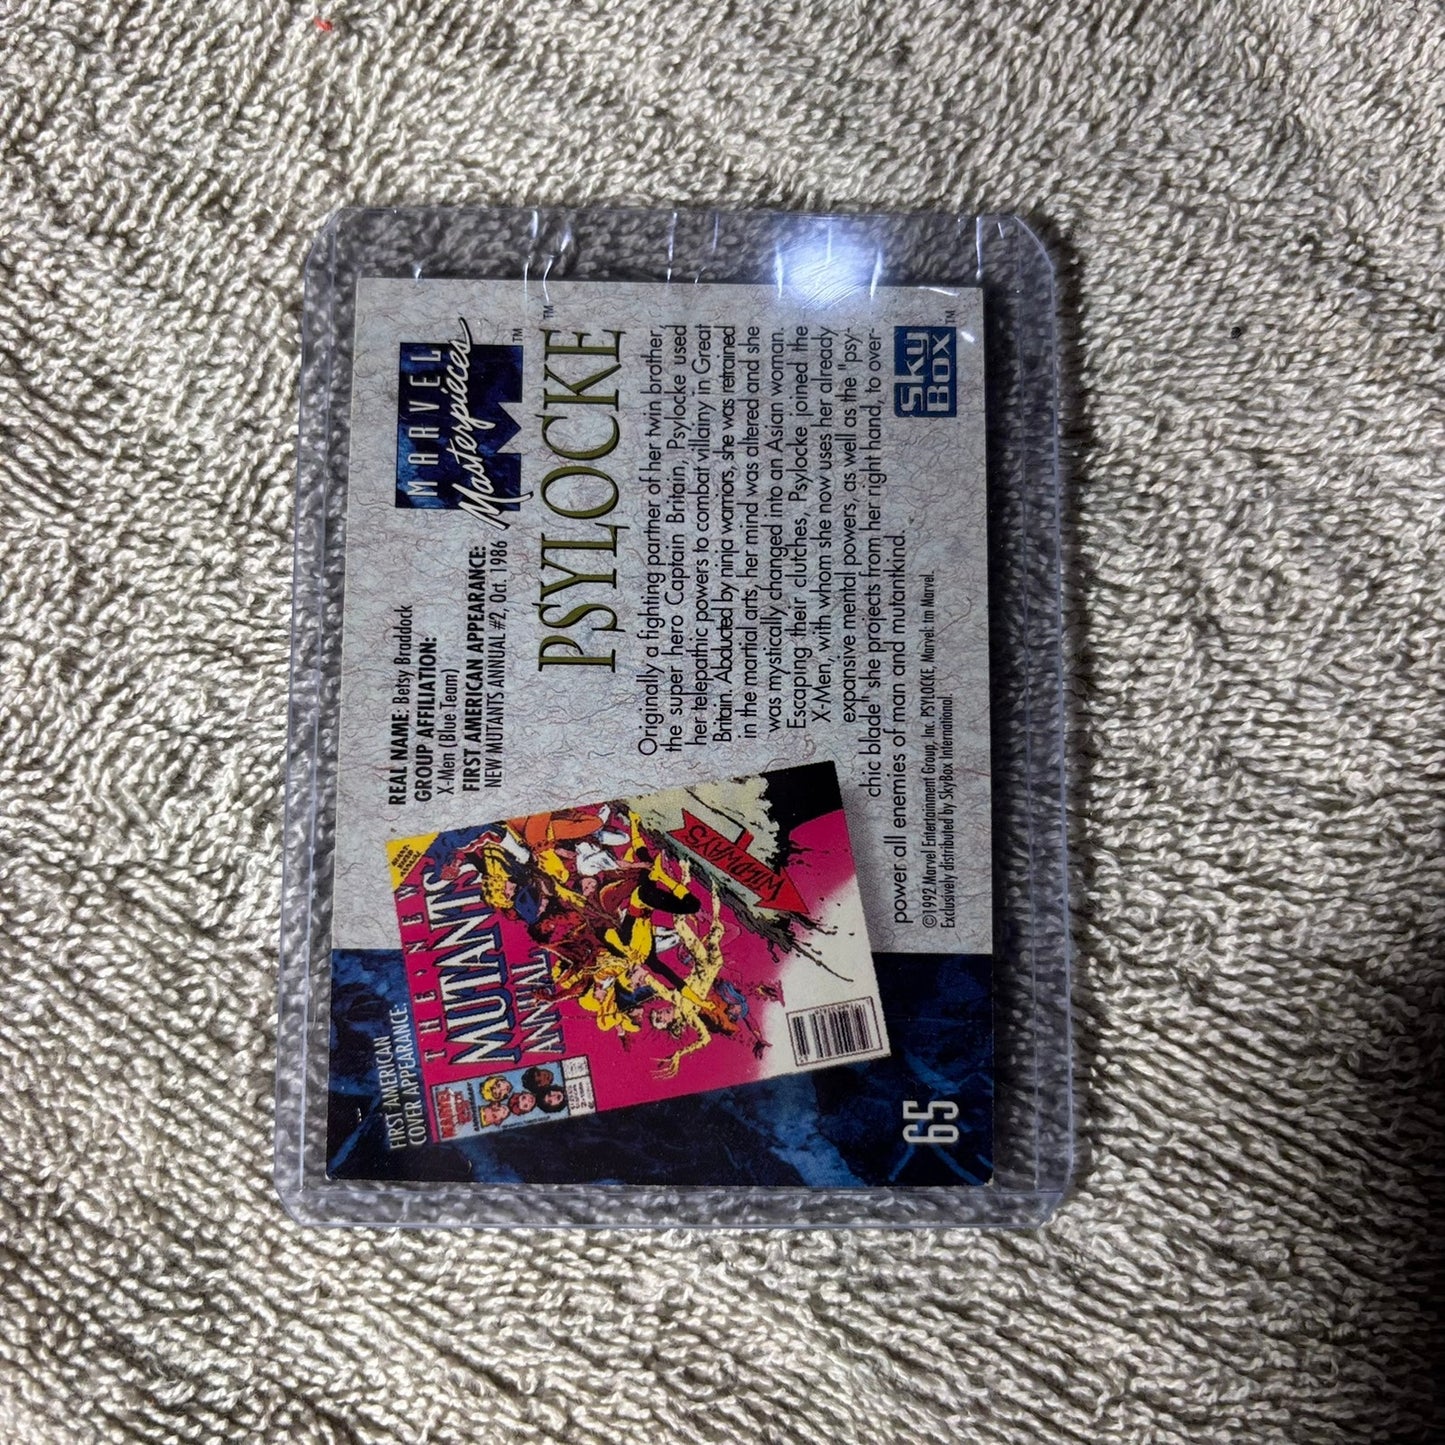 MARVEL
Masterpieces
TM
REAL NAME: Betsy Braddock
GROUP AFFILIATION:
X-Men (Blue Team)
FIRST AMERICAN APPEARANCE:
NEW MUTANTS ANNUAL #2, Oct. 1986
PSYLOCKE
TM
Originally a fighting partner of her twin brother,
the super hero Captain Britain, Psylocke used
her telepathic powers to combat villainy in Great
Britain. Abducted by ninja warriors, she was retrained
in the martial arts, her mind was altered and she
was mystically changed into an Asian woman.
Escaping their clutches, Psylocke joined the
X-Men, with whom she now uses her already
expansive mental powers, as well as the "psy-
chic blade" she projects from her right hand, to over-
power all enemies of man and mutantkind.
©1992 Marvel Entertainment Group, Inc. PSYLOCKE, Marvel: tm Marvel.
Exclusively distributed by SkyBox International.
SkyBox
TM
FIRST AMERICAN
COVER APPEARANCE:
THE NEW
MUTANTS
ANNUAL
WILDWAYS
65